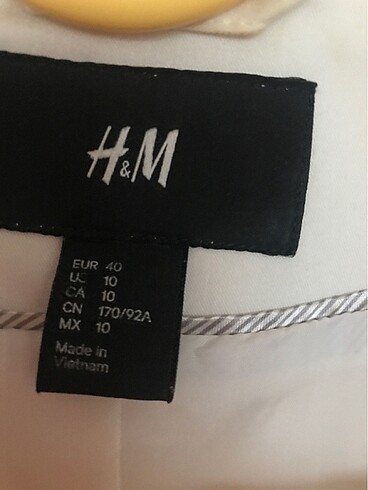 H&M
EUR 40
US 10
CA 10
CN 170/92A
MX 10
Made in
Vietnam